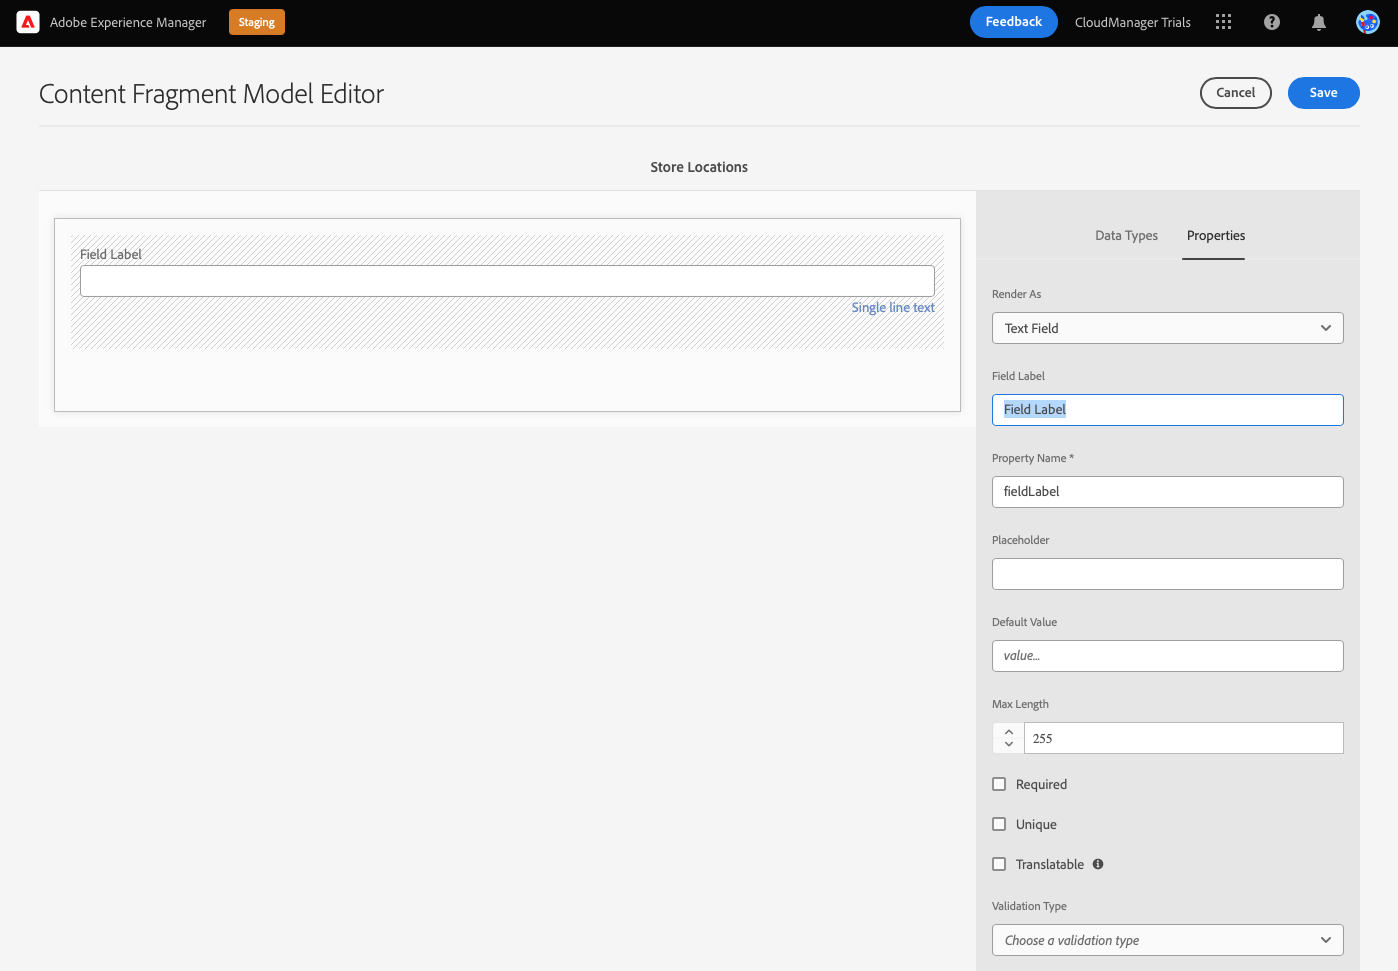 Adobe Experience Manager
Staging
Feedback
CloudManager Trials
Content Fragment Model Editor
Cancel
Save
Store Locations
Field Label
Single line text
Data Types
Properties
Render As
Text Field
Field Label
Field Label
Property Name *
fieldLabel
Placeholder
Default Value
value...
Max Length
255
Required
Unique
Translatable
Validation Type
Choose a validation type